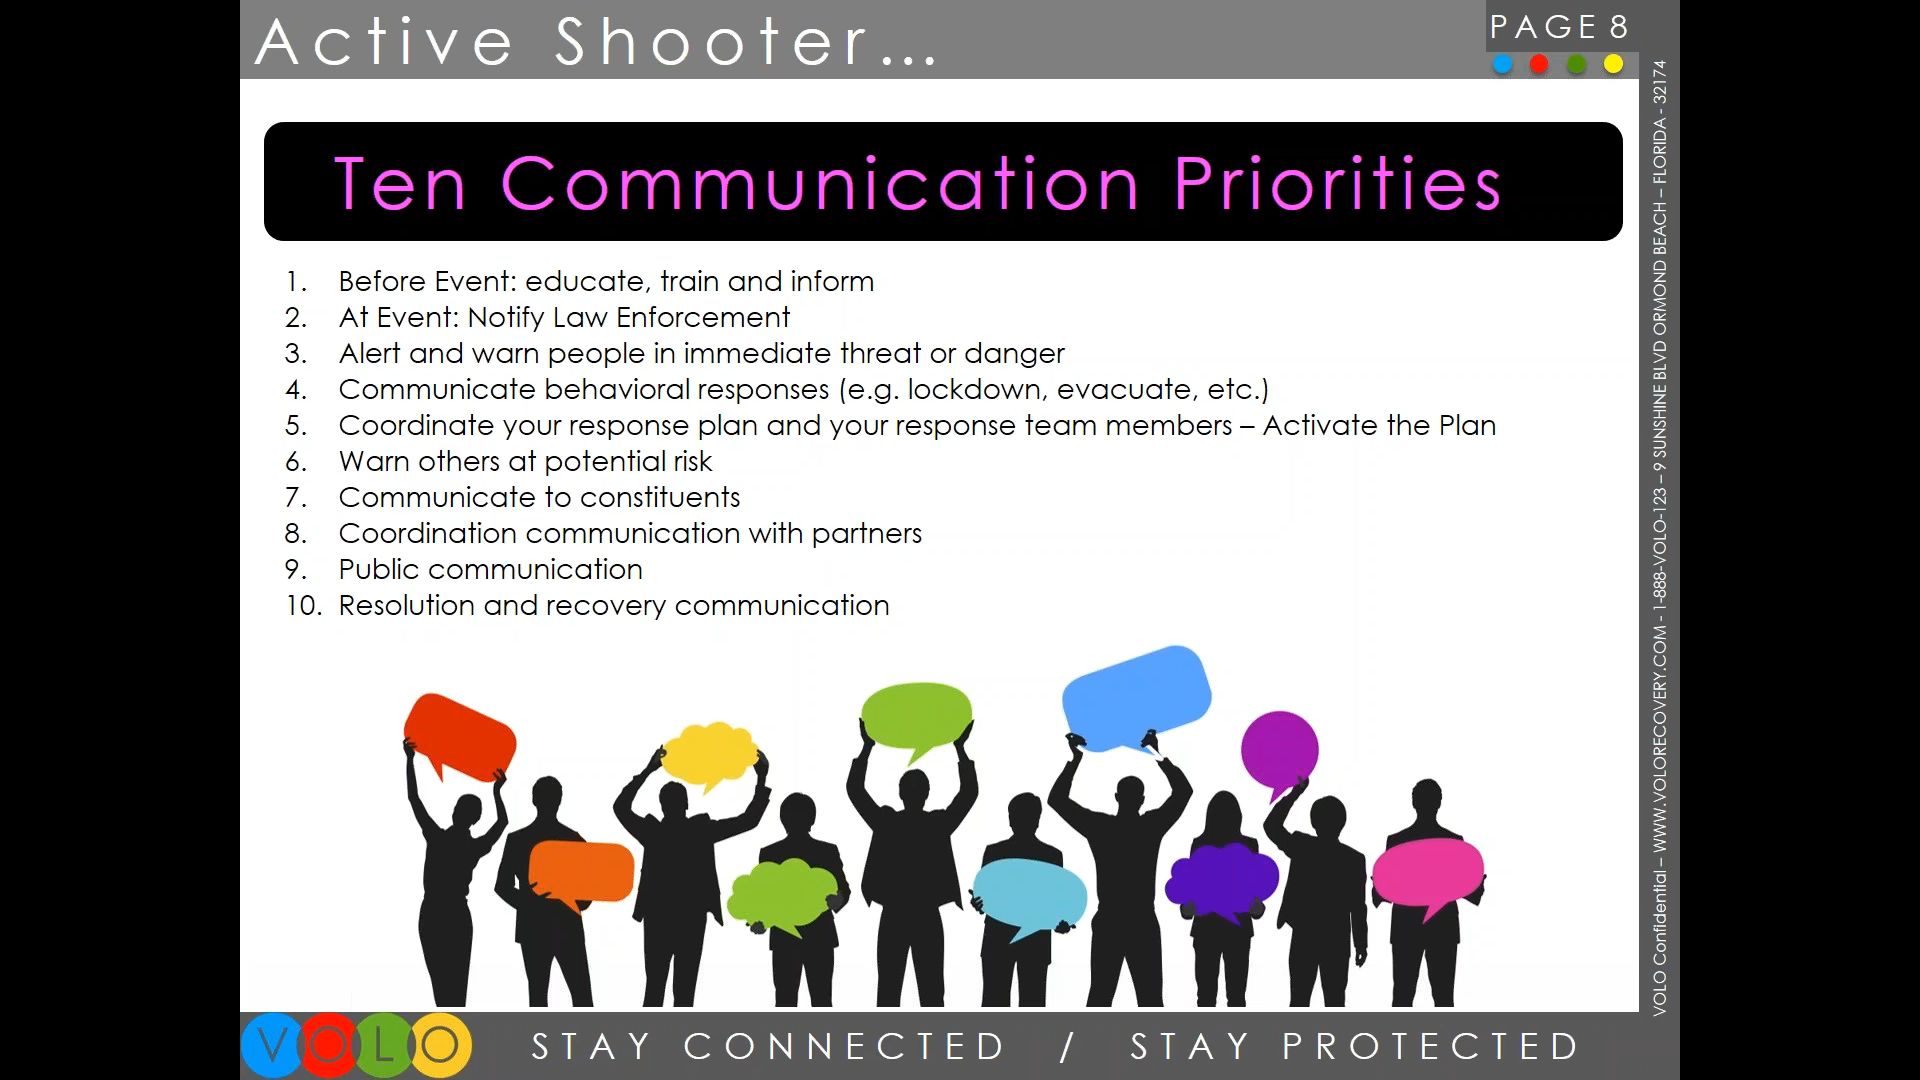 Active Shooter...
PAGE 8
Ten Communication Priorities
1. Before Event: educate, train and inform
2. At Event: Notify Law Enforcement
3. Alert and warn people in immediate threat or danger
4. Communicate behavioral responses (e.g. lockdown, evacuate, etc.)
5. Coordinate your response plan and your response team members – Activate the Plan
6. Warn others at potential risk
7. Communicate to constituents
8. Coordination communication with partners
9. Public communication
10. Resolution and recovery communication
VOLO Confidential – WWW.VOLORECOVERY.COM - 1-888-VOLO-123 – 9 SUNSHINE BLVD ORMOND BEACH – FLORIDA - 32174
VOLO
STAY CONNECTED / STAY PROTECTED